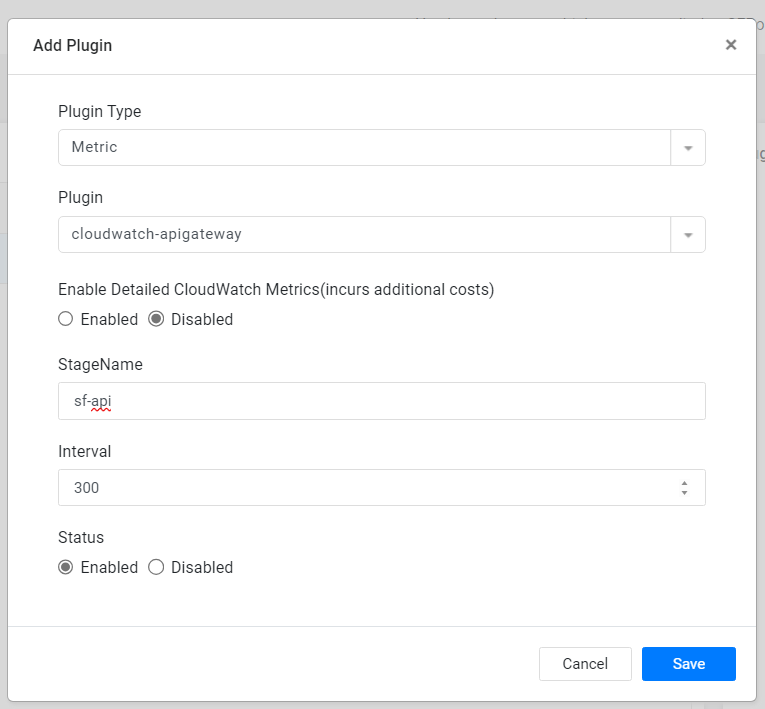 Add Plugin ×
Plugin Type
Metric
Plugin
cloudwatch-apigateway
Enable Detailed CloudWatch Metrics(incurs additional costs)
Enabled Disabled
StageName
sf-api
Interval
300
Status
Enabled Disabled
Cancel Save